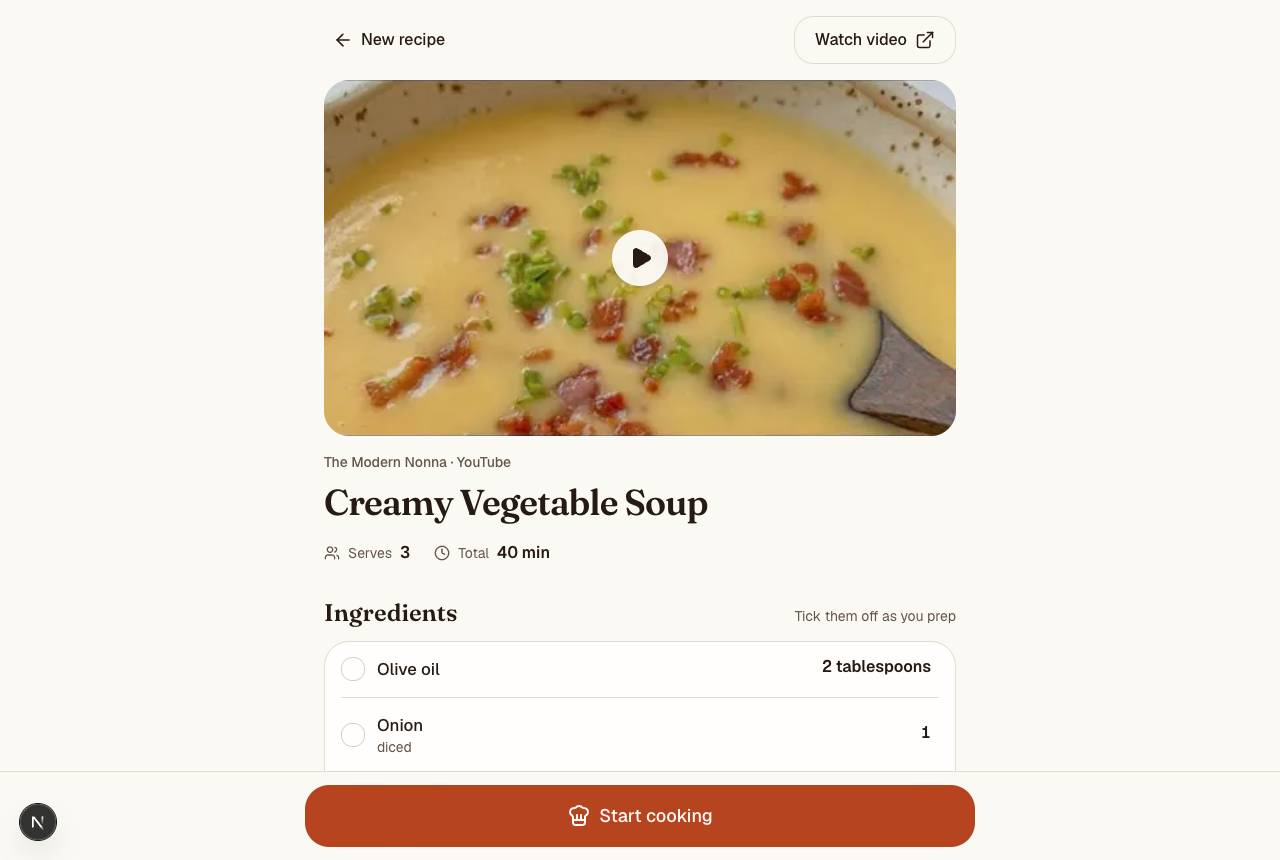 New recipe
Watch video
The Modern Nonna · YouTube
Creamy Vegetable Soup
Serves 3 Total 40 min
Ingredients
Tick them off as you prep
Olive oil
2 tablespoons
Onion
1
diced
N
Start cooking